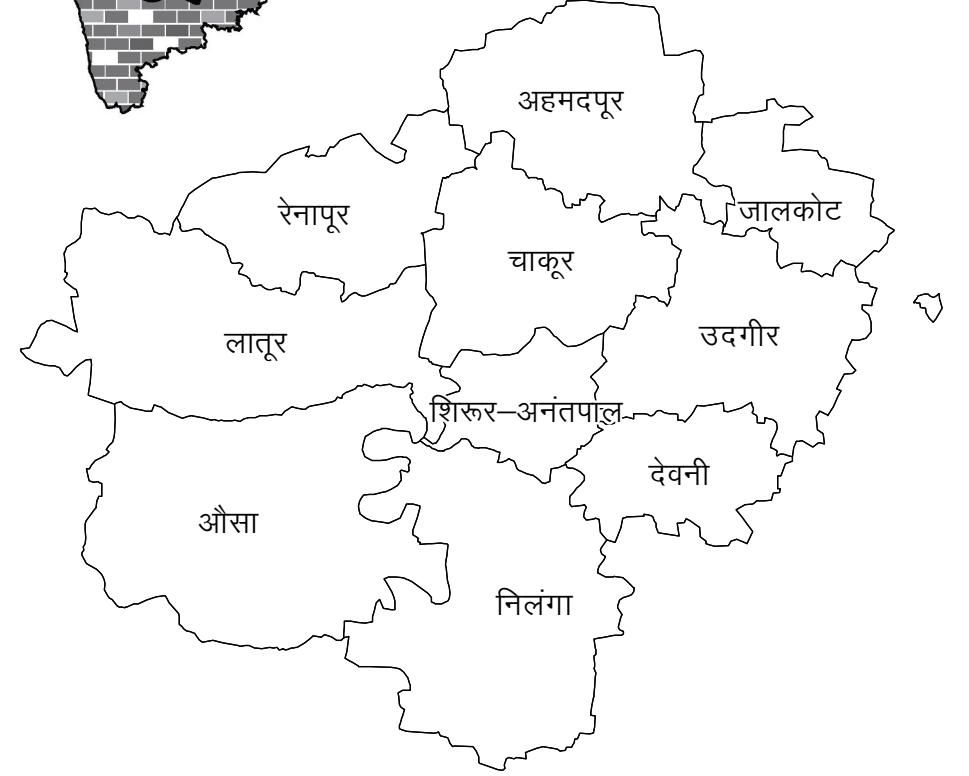 अहमदपूर
जालकोट
रेनापूर
चाकूर
उदगीर
लातूर
शिरूर–अनंतपाल
देवनी
औसा
निलंगा